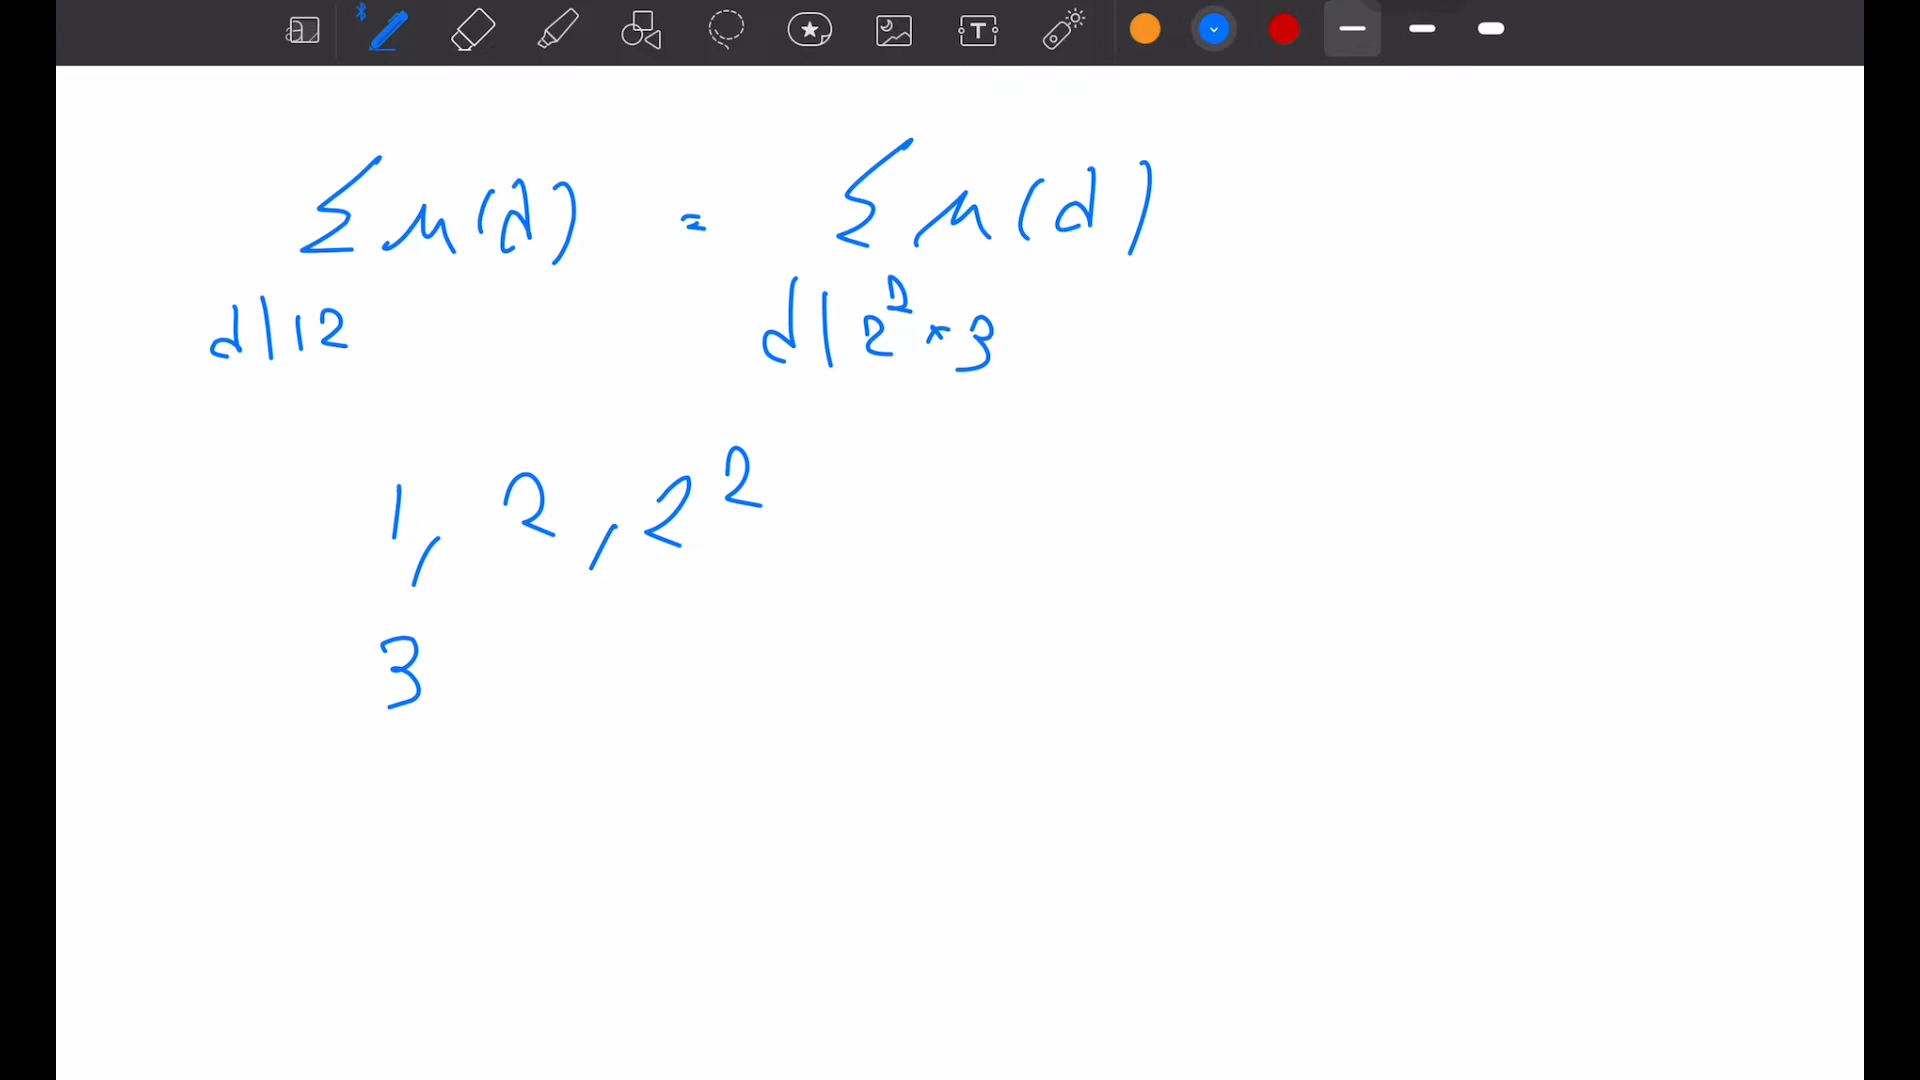 Σ μ(d) = Σ μ(d)
d|12 d|2² * 3
1, 2, 2²
3